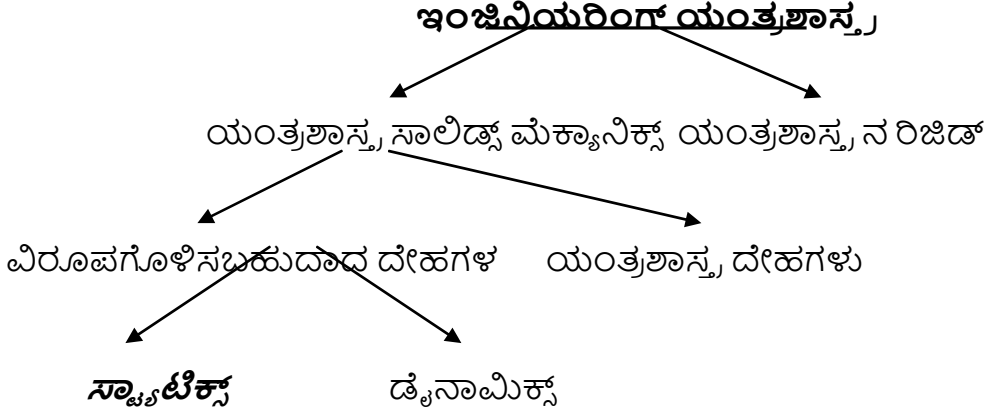 ಇಂಜಿನಿಯರಿಂಗ್ ಯಂತ್ರಶಾಸ್ತ್ರ
ಯಂತ್ರಶಾಸ್ತ್ರ ಸಾಲಿಡ್ಸ್ ಮೆಕ್ಯಾನಿಕ್ಸ್ ಯಂತ್ರಶಾಸ್ತ್ರ ನ ರಿಜಿಡ್
ವಿರೂಪಗೊಳಿಸಬಹುದಾದ ದೇಹಗಳ ಯಂತ್ರಶಾಸ್ತ್ರ ದೇಹಗಳು
ಸ್ಟ್ಯಾಟಿಕ್ಸ್ ಡೈನಾಮಿಕ್ಸ್